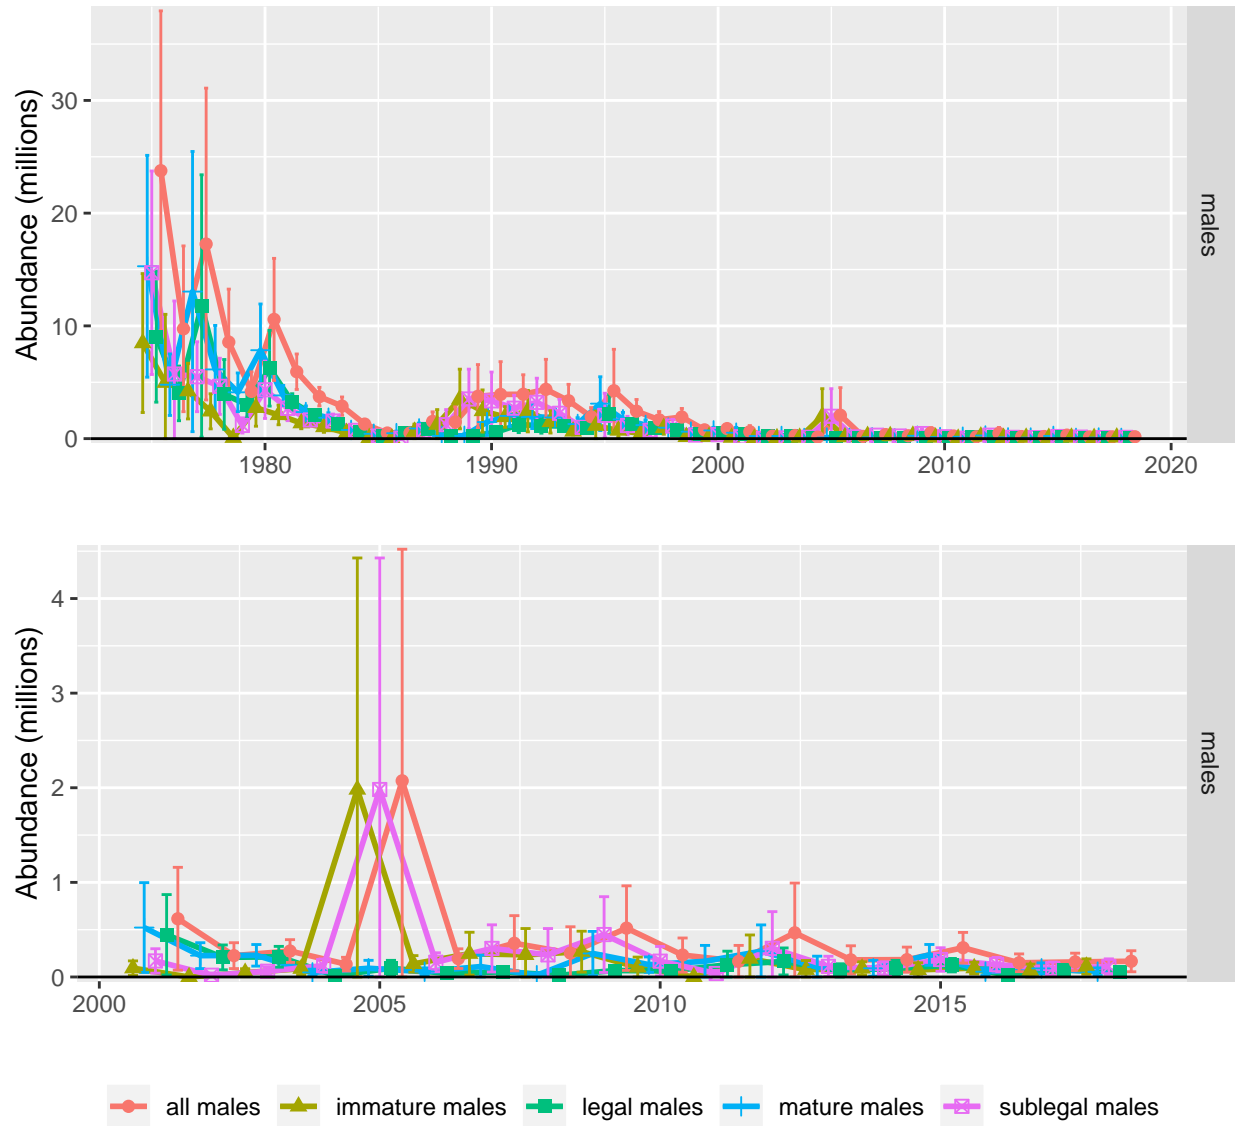 Abundance (millions)
30
20
10
0
males
1980
1990
2000
2010
2020
Abundance (millions)
4
3
2
1
0
males
2000
2005
2010
2015
all males
immature males
legal males
mature males
sublegal males